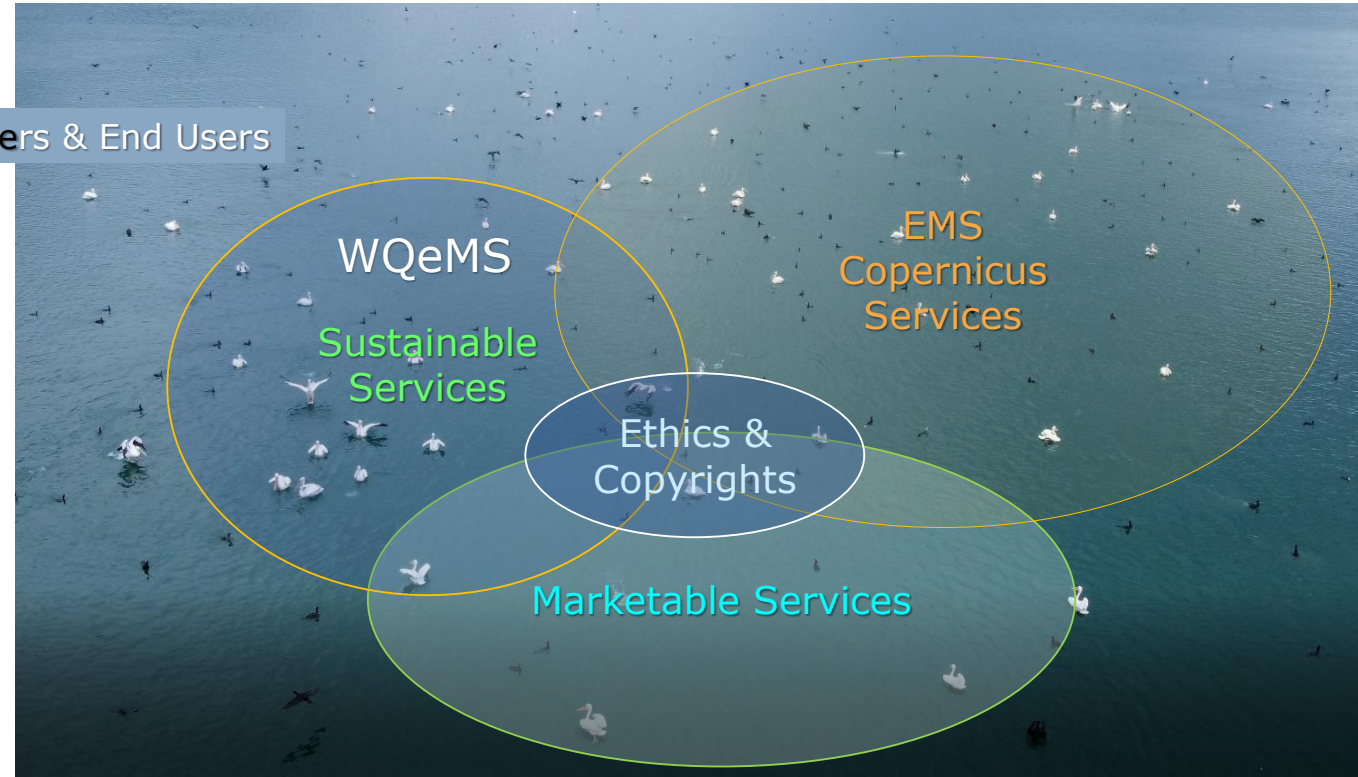 ers & End Users
WQeMS
EMS
Copernicus
Services
Sustainable
Services
Ethics &
Copyrights
Marketable Services